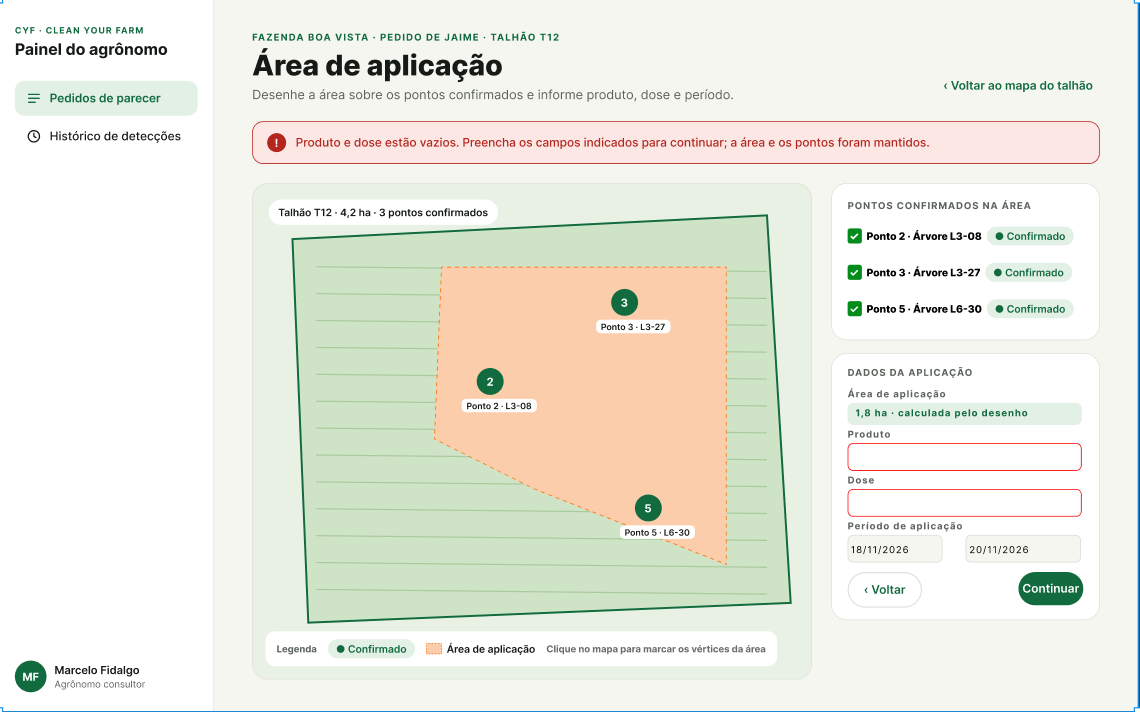 CYF · CLEAN YOUR FARM
Painel do agrônomo
Pedidos de parecer
Histórico de detecções
MF
Marcelo Fidalgo
Agrônomo consultor
FAZENDA BOA VISTA · PEDIDO DE JAIME · TALHÃO T12
Área de aplicação
Desenhe a área sobre os pontos confirmados e informe produto, dose e período.
‹ Voltar ao mapa do talhão
! Produto e dose estão vazios. Preencha os campos indicados para continuar; a área e os pontos foram mantidos.
Talhão T12 · 4,2 ha · 3 pontos confirmados
3
Ponto 3 · L3-27
2
Ponto 2 · L3-08
5
Ponto 5 · L6-30
Legenda Confirmado Área de aplicação Clique no mapa para marcar os vértices da área
PONTOS CONFIRMADOS NA ÁREA
Ponto 2 · Árvore L3-08 Confirmado
Ponto 3 · Árvore L3-27 Confirmado
Ponto 5 · Árvore L6-30 Confirmado
DADOS DA APLICAÇÃO
Área de aplicação
1,8 ha · calculada pelo desenho
Produto
Dose
Período de aplicação
18/11/2026 20/11/2026
‹ Voltar Continuar